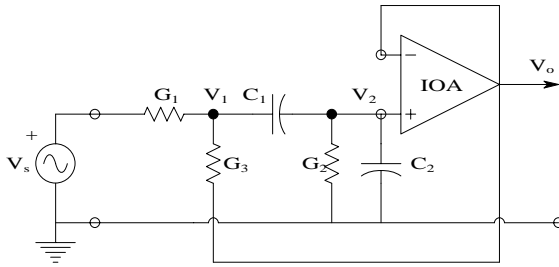 V₁
C₁
V₂
G₁
G₃
G₂
C₂
IOA
Vₒ
Vₛ
+
−
+